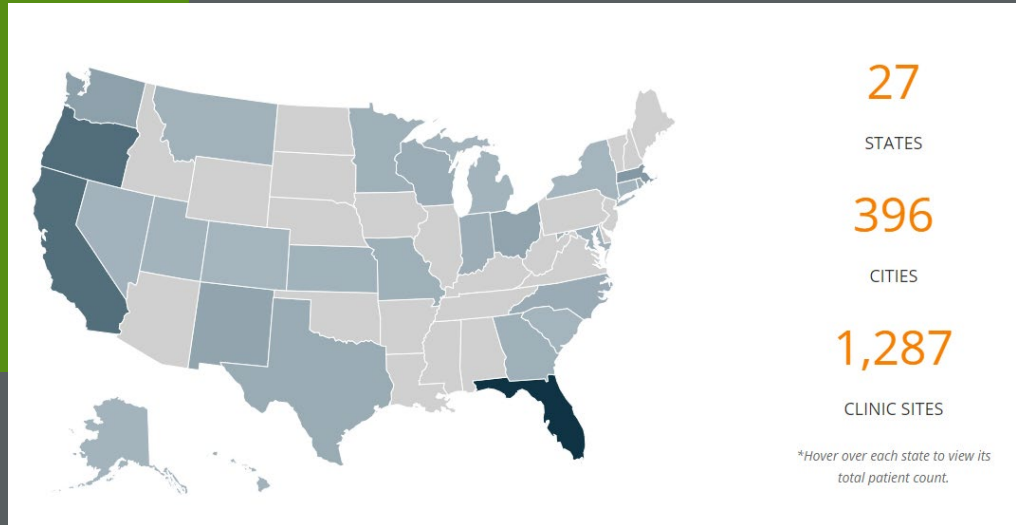 27
STATES
396
CITIES
1,287
CLINIC SITES
*Hover over each state to view its
total patient count.